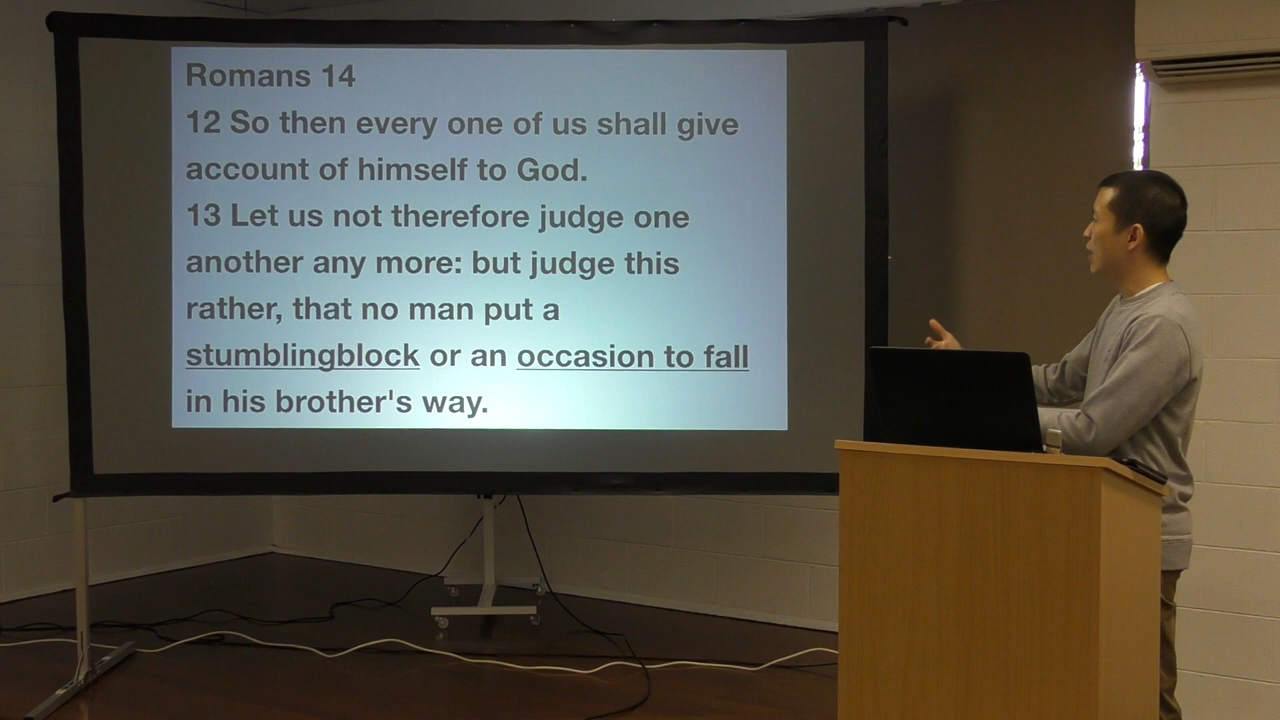 Romans 14
12 So then every one of us shall give
account of himself to God.
13 Let us not therefore judge one
another any more: but judge this
rather, that no man put a
stumblingblock or an occasion to fall
in his brother's way.